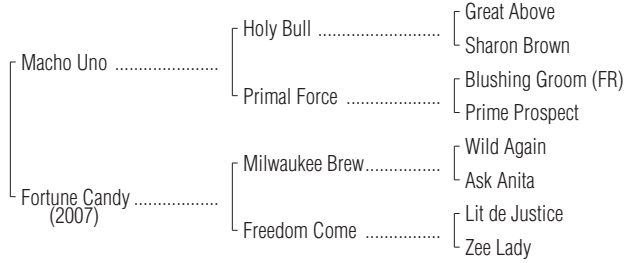 Great Above
Holy Bull ............................
Sharon Brown
Macho Uno .......................
Blushing Groom (FR)
Primal Force .....................
Prime Prospect
Wild Again
Milwaukee Brew.................
Ask Anita
Fortune Candy ..................
(2007)
Lit de Justice
Freedom Come .................
Zee Lady